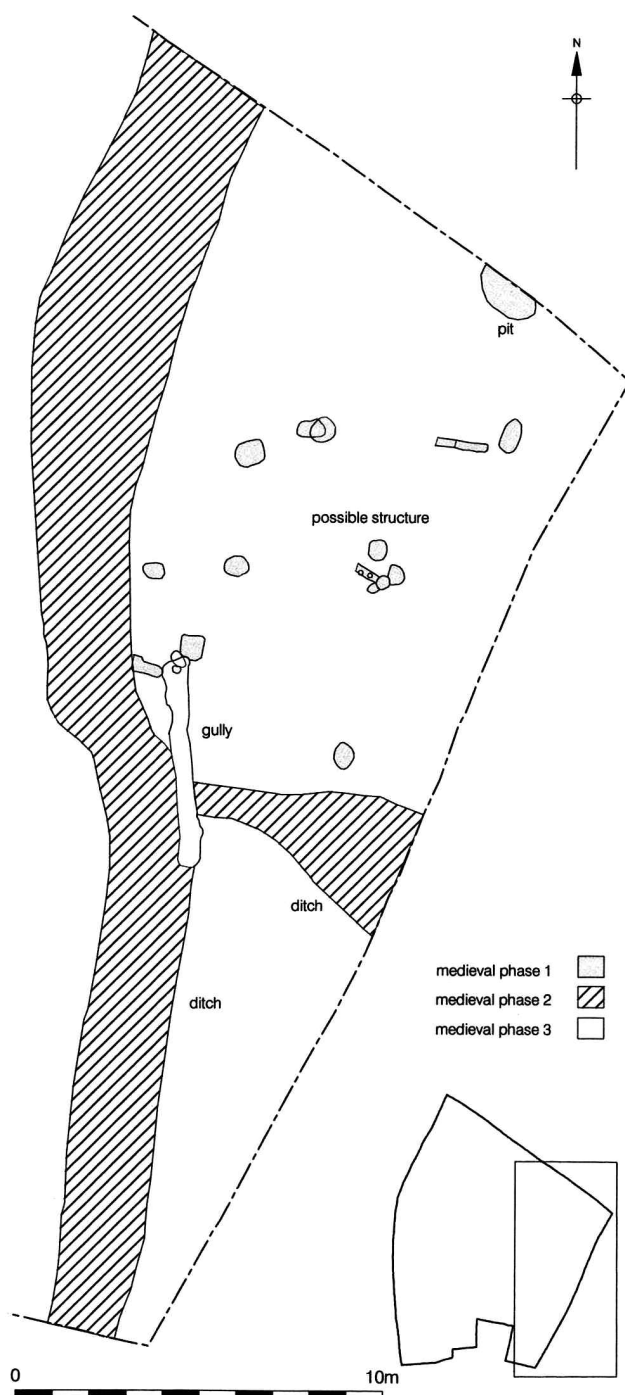 N
pit
possible structure
gully
ditch
ditch
medieval phase 1
medieval phase 2
medieval phase 3
0 10m